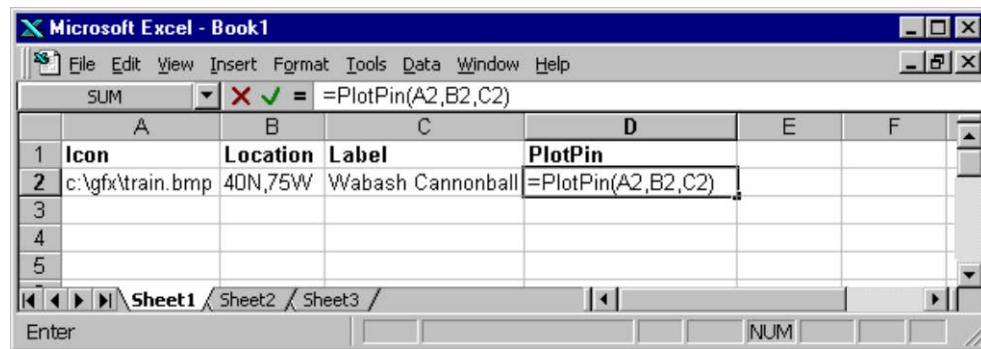 Microsoft Excel - Book1
File Edit View Insert Format Tools Data Window Help
SUM = =PlotPin(A2,B2,C2)
A B C D E F
1 Icon Location Label PlotPin
2 c:\gfx\train.bmp 40N,75W Wabash Cannonball =PlotPin(A2,B2,C2)
3
4
5
Sheet1 Sheet2 Sheet3
Enter NUM